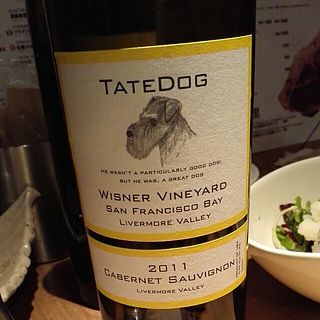 TATEDOG
HE WASN'T A PARTICULARLY GOOD DOG;
BUT HE WAS, A GREAT DOG
WISNER VINEYARD
SAN FRANCISCO BAY
LIVERMORE VALLEY
2011
CABERNET SAUVIGNON
LIVERMORE VALLEY